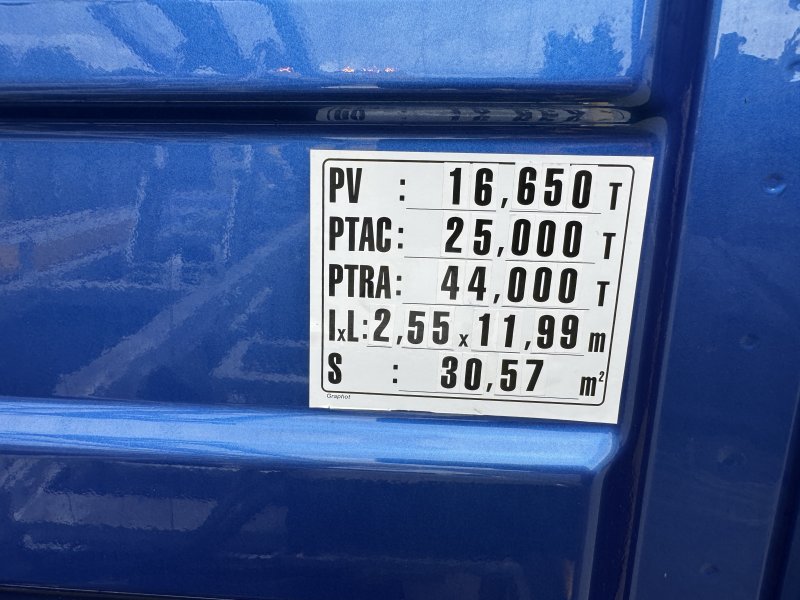 PV : 16,650 T
PTAC: 25,000 T
PTRA: 44,000 T
IxL: 2,55 x 11,99 m
S : 30,57 m²
Graphot